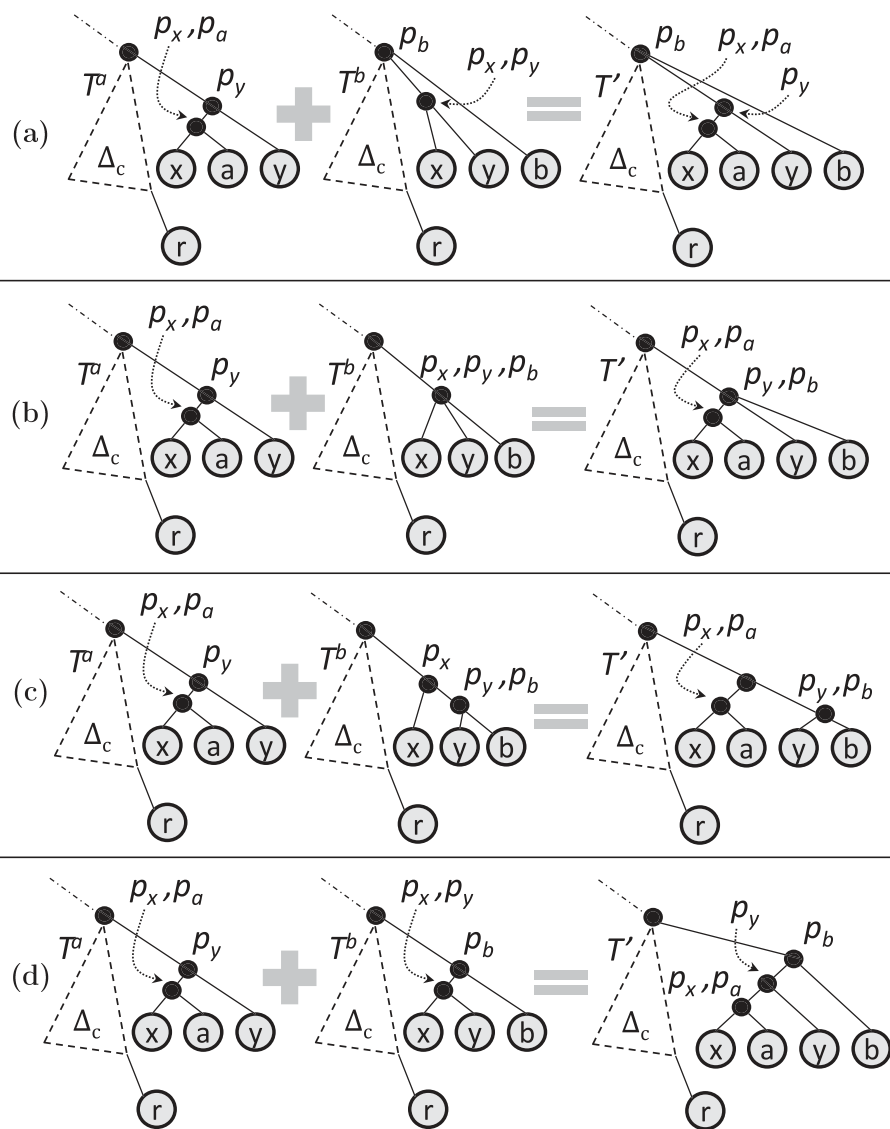 p_x,p_a p_b p_x,p_y p_b p_x,p_a
T^a p_y T^b T' p_y
(a) + =
Δ_c x a y Δ_c x y b Δ_c x a y b
r r r
p_x,p_a p_x,p_a
T^a p_y T^b p_x,p_y,p_b T' p_y,p_b
(b) + =
Δ_c x a y Δ_c x y b Δ_c x a y b
r r r
p_x,p_a p_x,p_a
T^a p_y T^b p_x p_y,p_b T' p_y,p_b
(c) + =
Δ_c x a y Δ_c x y b Δ_c x a y b
r r r
p_x,p_a p_x,p_y p_y
T^a p_y T^b p_b T' p_b
(d) + = p_x,p_a
Δ_c x a y Δ_c x y b Δ_c x a y b
r r r